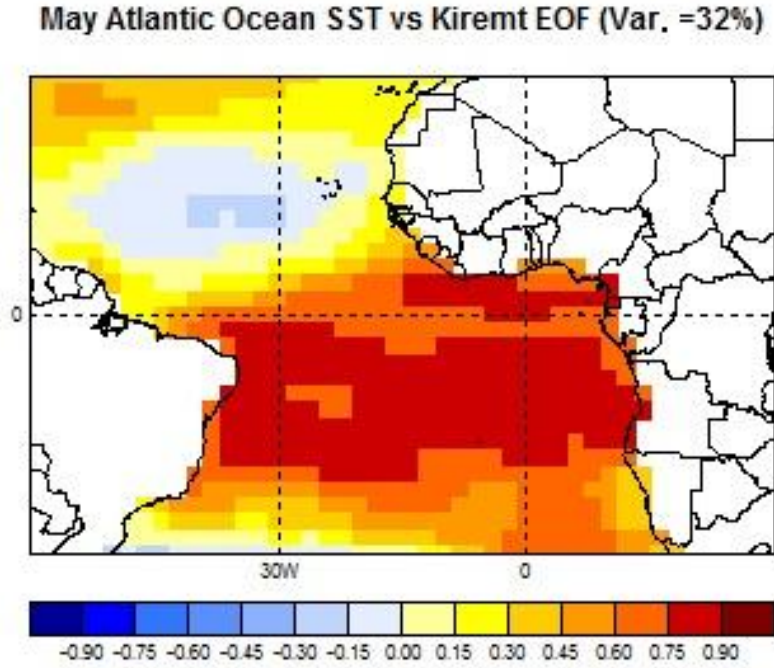 May Atlantic Ocean SST vs Kiremt EOF (Var. =32%)
0
30W 0
-0.90 -0.75 -0.60 -0.45 -0.30 -0.15 0.00 0.15 0.30 0.45 0.60 0.75 0.90